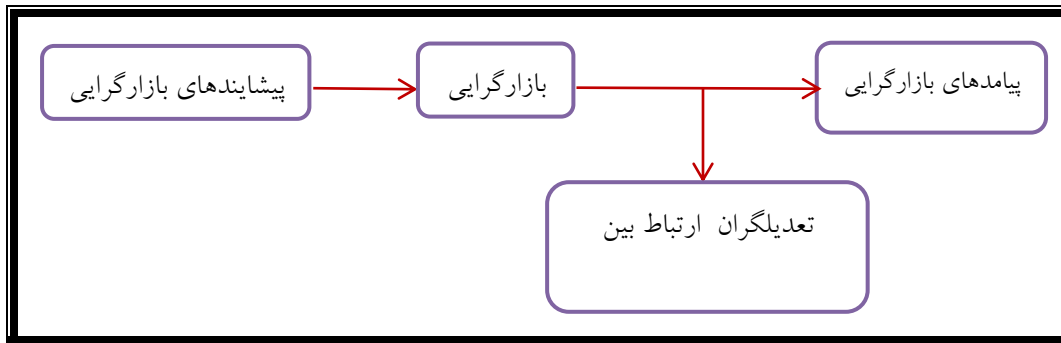 پیشایندهای بازارگرایی
بازارگرایی
پیامدهای بازارگرایی
تعدیلگران ارتباط بین